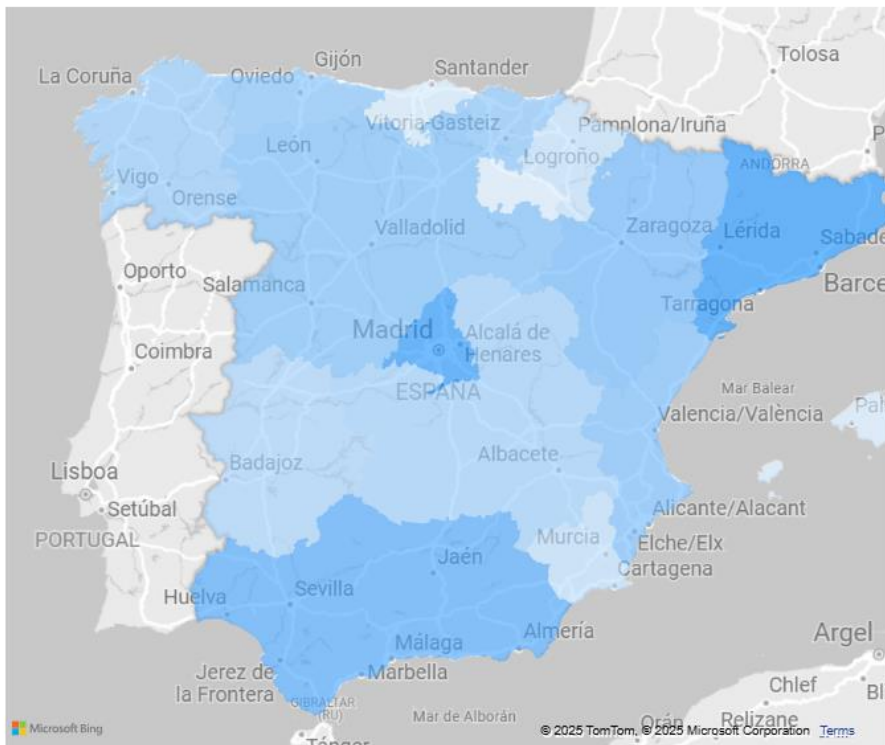 Tolosa
Gijón
La Coruña
Oviedo
Santander
Vitoria-Gasteiz
Pamplona/Iruña
León
Logroño
ANDORRA
Vigo
Orense
Valladolid
Zaragoza
Lérida
Sabade
Oporto
Salamanca
Barce
Tarragona
Madrid
Alcalá de
Henares
Coimbra
ESPAÑA
Mar Balear
Valencia/València
Pal
Badajoz
Albacete
Lisboa
Setúbal
PORTUGAL
Alicante/Alacant
Murcia
Elche/Elx
Jaén
Cartagena
Huelva
Sevilla
Málaga
Almería
Argel
Jerez de
la Frontera
Marbella
GIBRALTAR
(RU)
Chlef
Bl
Mar de Alborán
Microsoft Bing
© 2025 TomTom, © 2025 Microsoft Corporation Terms
Orán
Relizane
Tánger